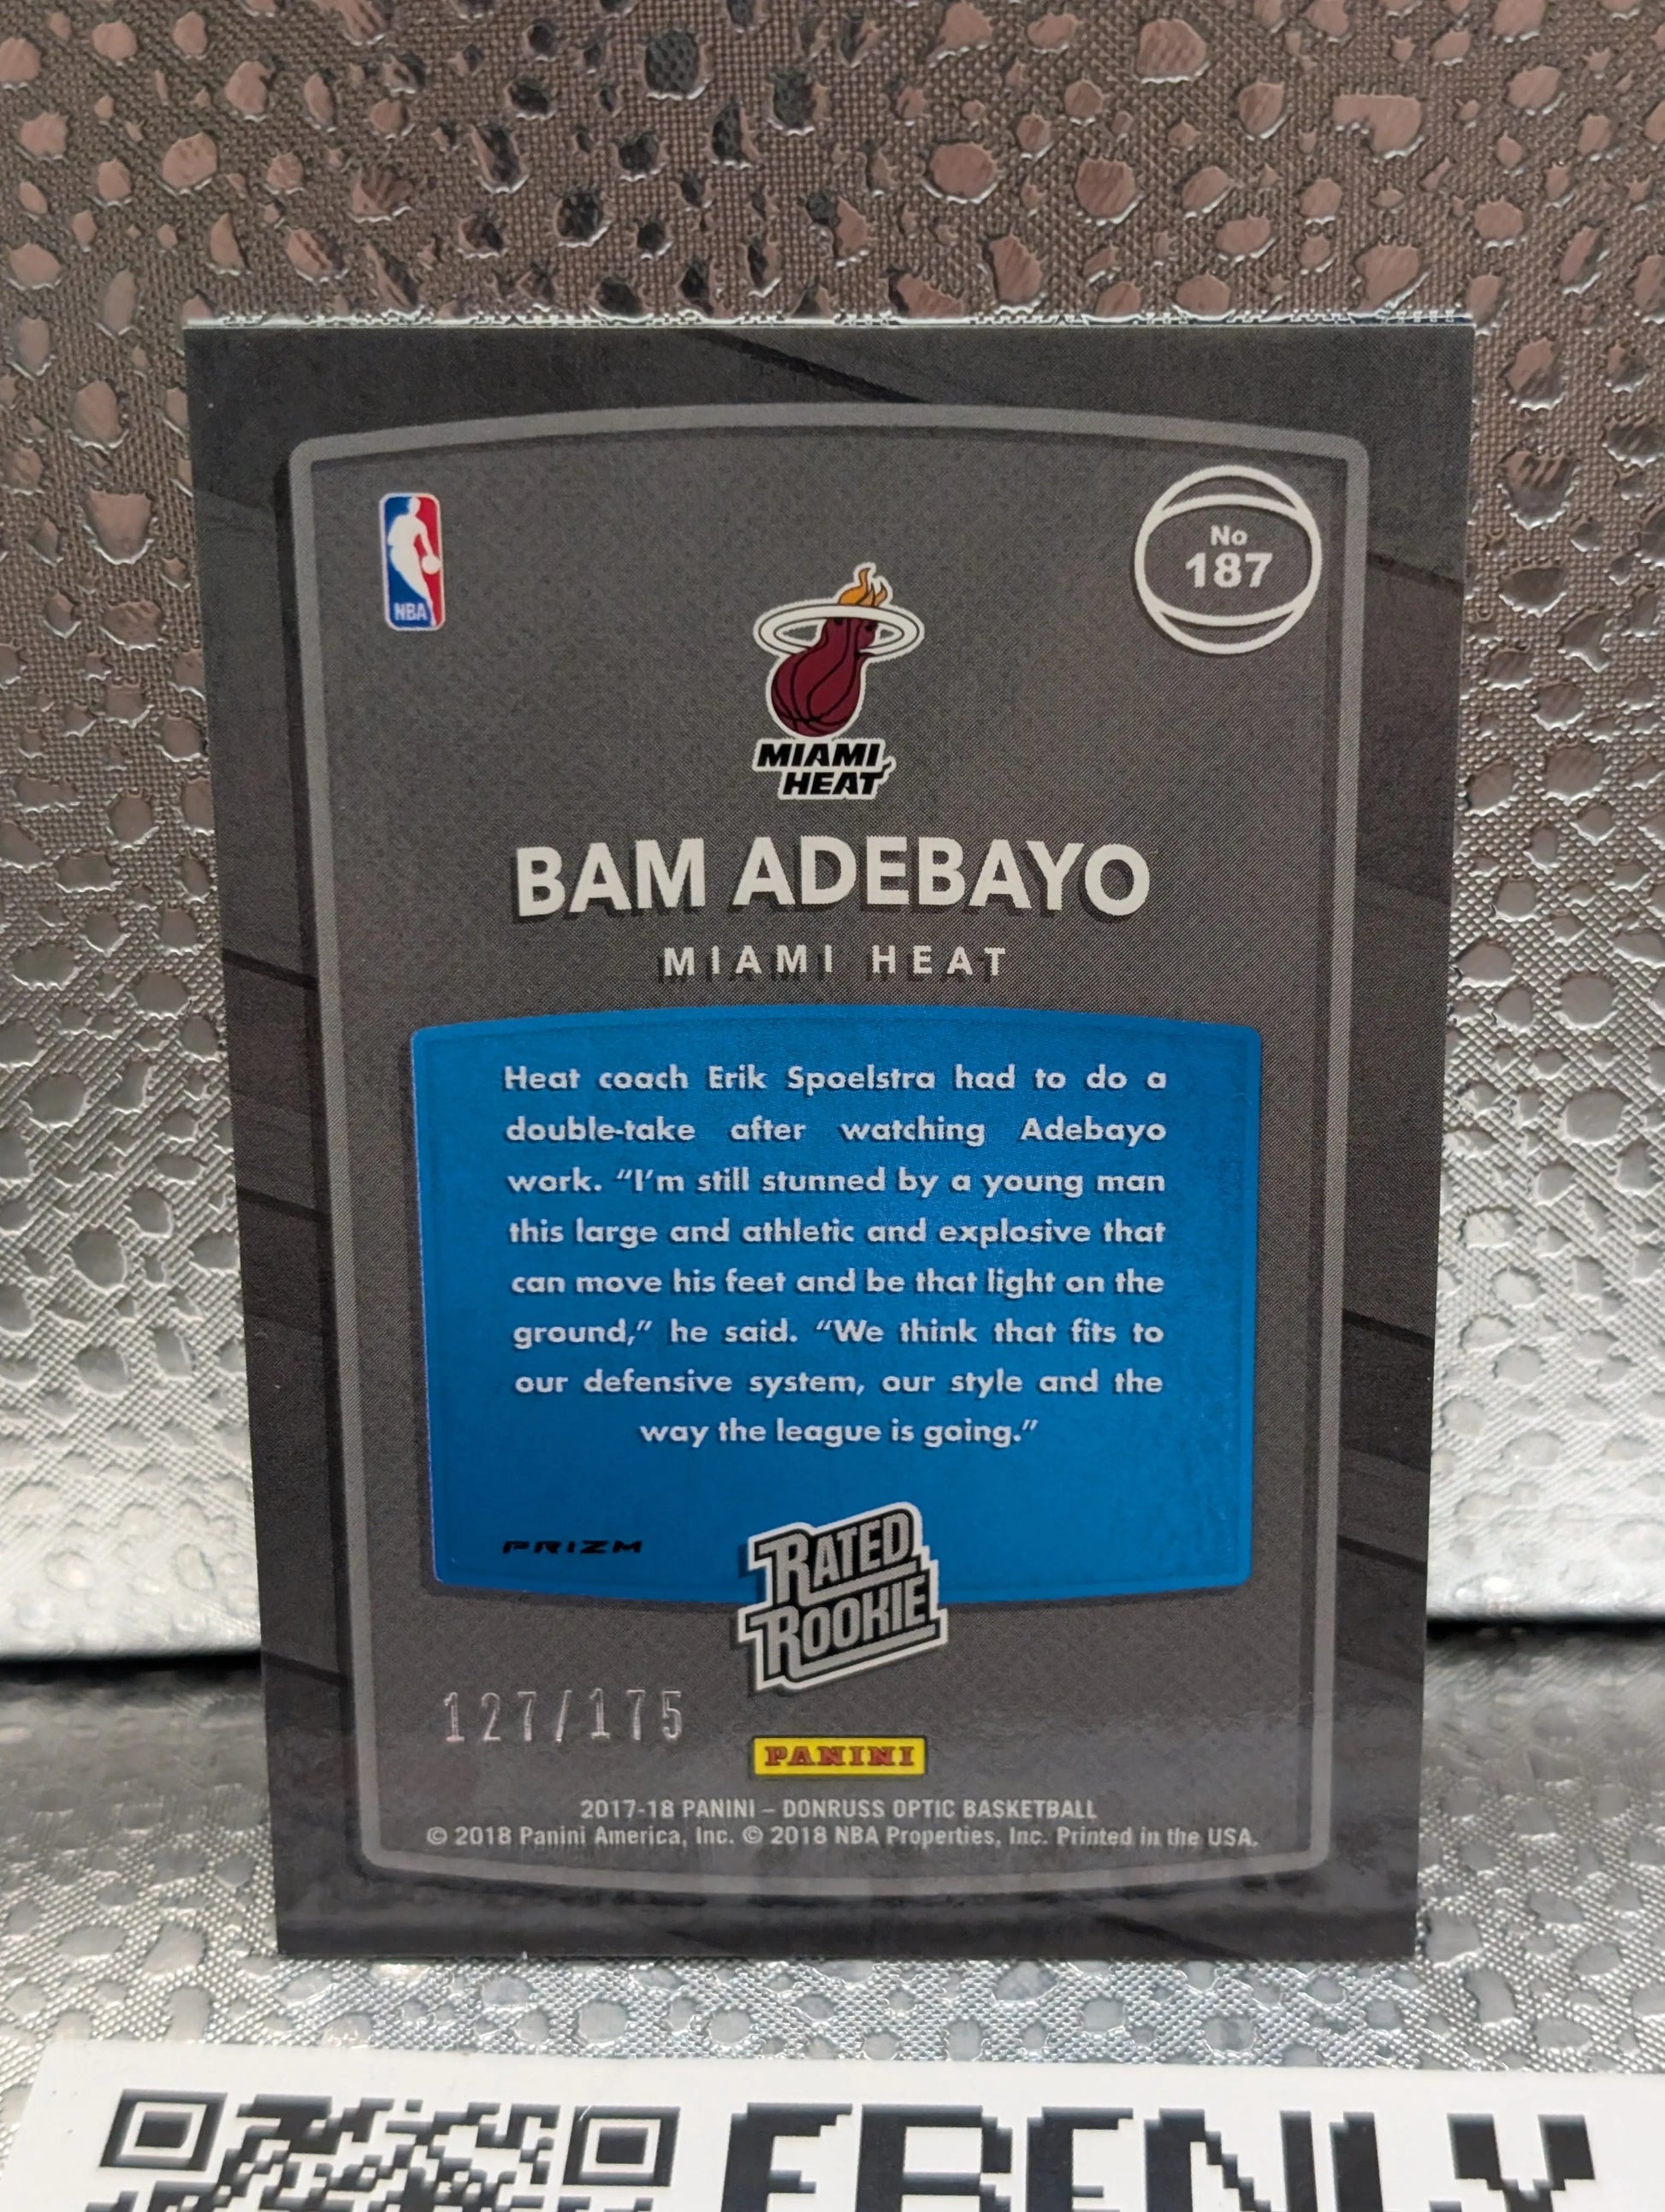 NBA
No
187
MIAMI
HEAT
BAM ADEBAYO
MIAMI HEAT
Heat coach Erik Spoelstra had to do a
double-take after watching Adebayo
work. “I’m still stunned by a young man
this large and athletic and explosive that
can move his feet and be that light on the
ground,” he said. “We think that fits to
our defensive system, our style and the
way the league is going.”
PRIZM
RATED
ROOKIE
127/175
PANINI
2017-18 PANINI – DONRUSS OPTIC BASKETBALL
© 2018 Panini America, Inc. © 2018 NBA Properties, Inc. Printed in the USA.